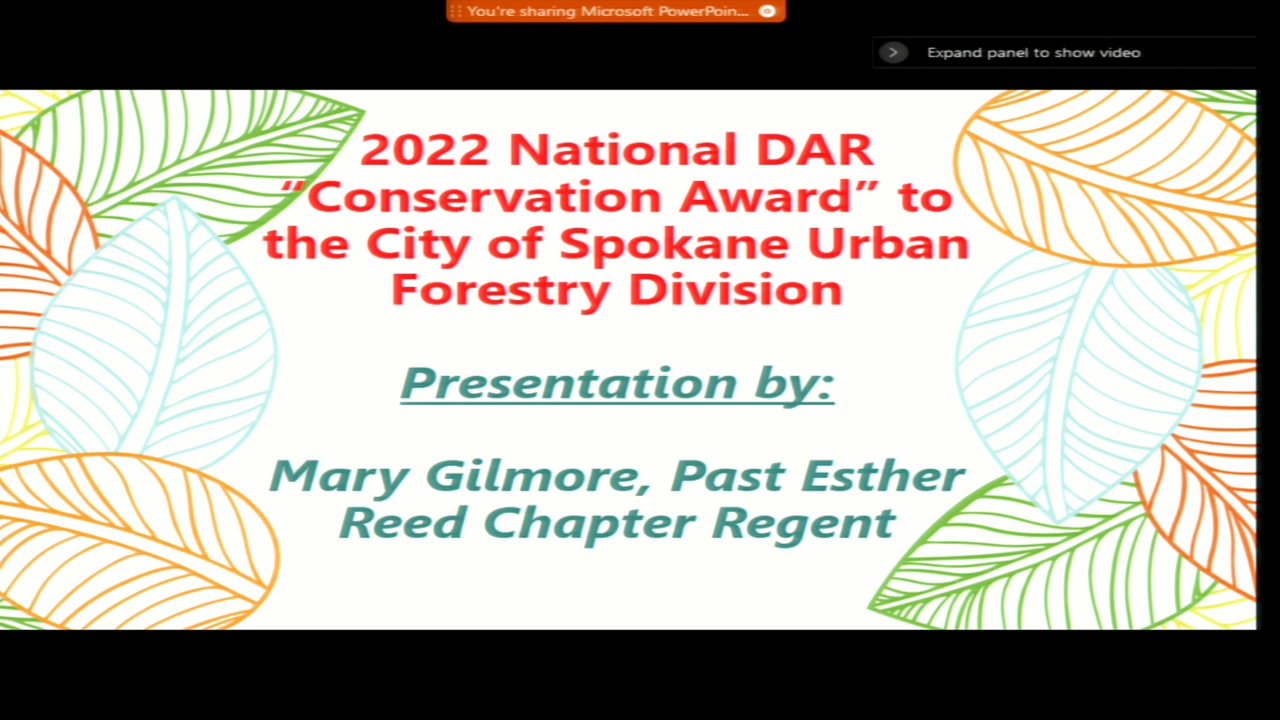 You're sharing Microsoft PowerPoin...
Expand panel to show video
2022 National DAR
“Conservation Award” to
the City of Spokane Urban
Forestry Division
Presentation by:
Mary Gilmore, Past Esther
Reed Chapter Regent